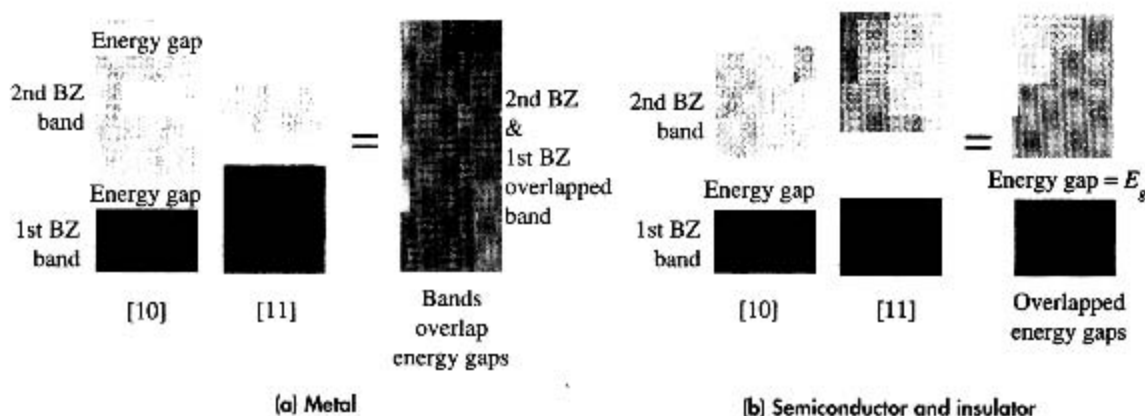 Energy gap
2nd BZ
band
Energy gap
1st BZ
band
[10]
[11]
=
2nd BZ
&
1st BZ
overlapped
band
Bands
overlap
energy gaps
(a) Metal
2nd BZ
band
Energy gap
1st BZ
band
[10]
[11]
=
Energy gap = E_g
Overlapped
energy gaps
(b) Semiconductor and insulator